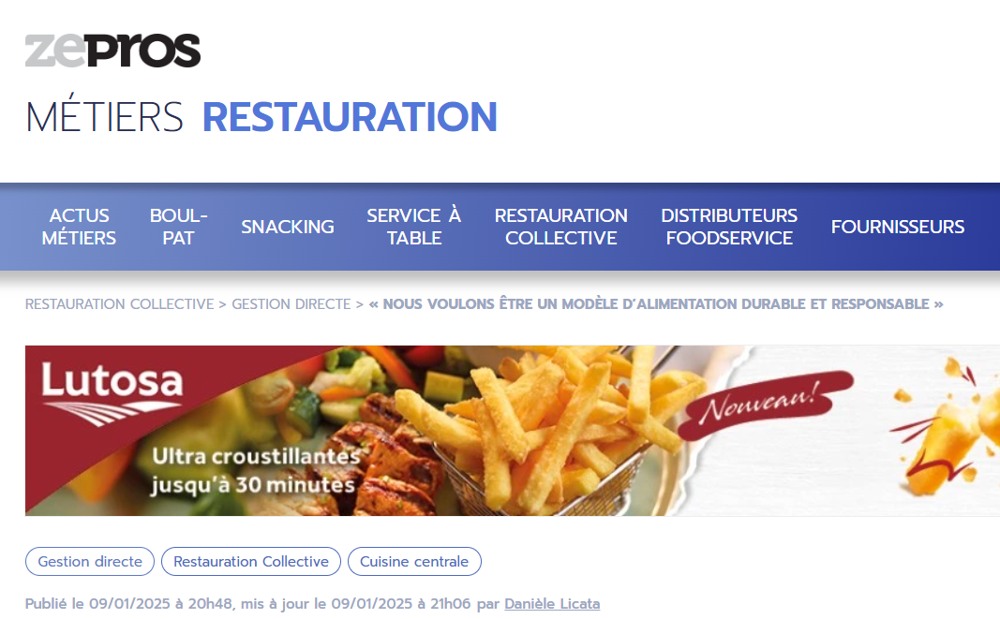 zepros
MÉTIERS RESTAURATION
ACTUS
MÉTIERS
BOUL-
PAT
SNACKING
SERVICE À
TABLE
RESTAURATION
COLLECTIVE
DISTRIBUTEURS
FOODSERVICE
FOURNISSEURS
RESTAURATION COLLECTIVE > GESTION DIRECTE > « NOUS VOULONS ÊTRE UN MODÈLE D’ALIMENTATION DURABLE ET RESPONSABLE »
Lutosa
Nouveau!
Ultra croustillantes
jusqu'à 30 minutes
Gestion directe
Restauration Collective
Cuisine centrale
Publié le 09/01/2025 à 20h48, mis à jour le 09/01/2025 à 21h06 par Danièle Licata